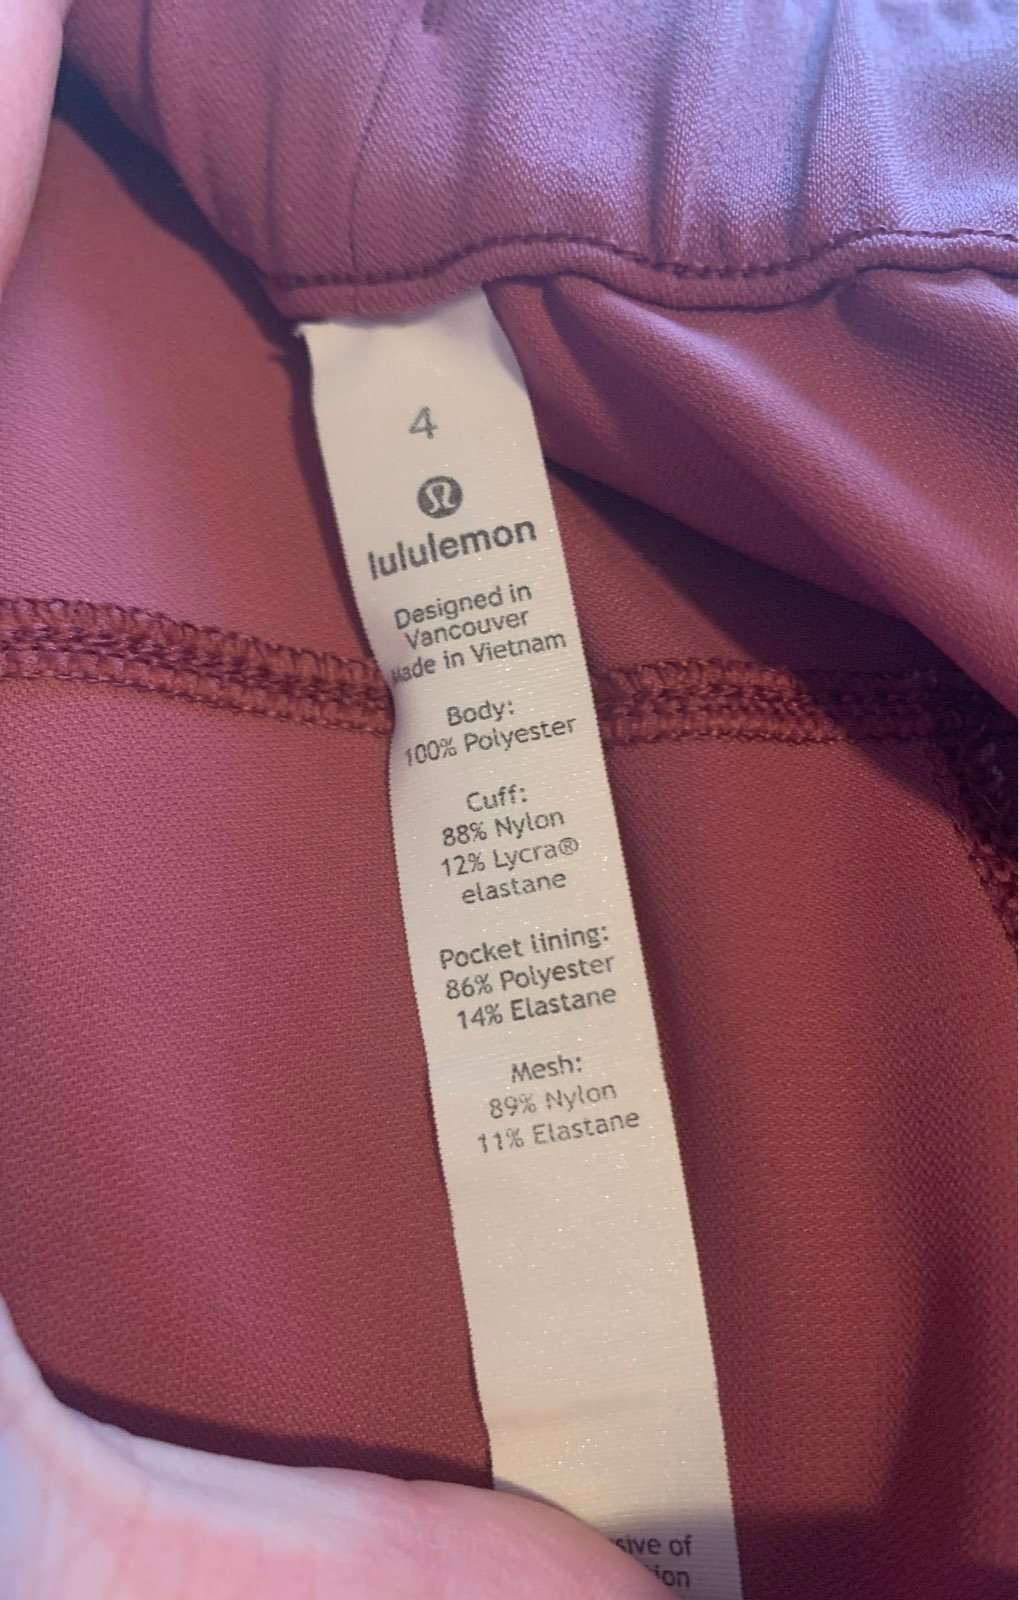 4
lululemon
Designed in
Vancouver
Made in Vietnam
Body:
100% Polyester
Cuff:
88% Nylon
12% Lycra®
elastane
Pocket lining:
86% Polyester
14% Elastane
Mesh:
89% Nylon
11% Elastane
of